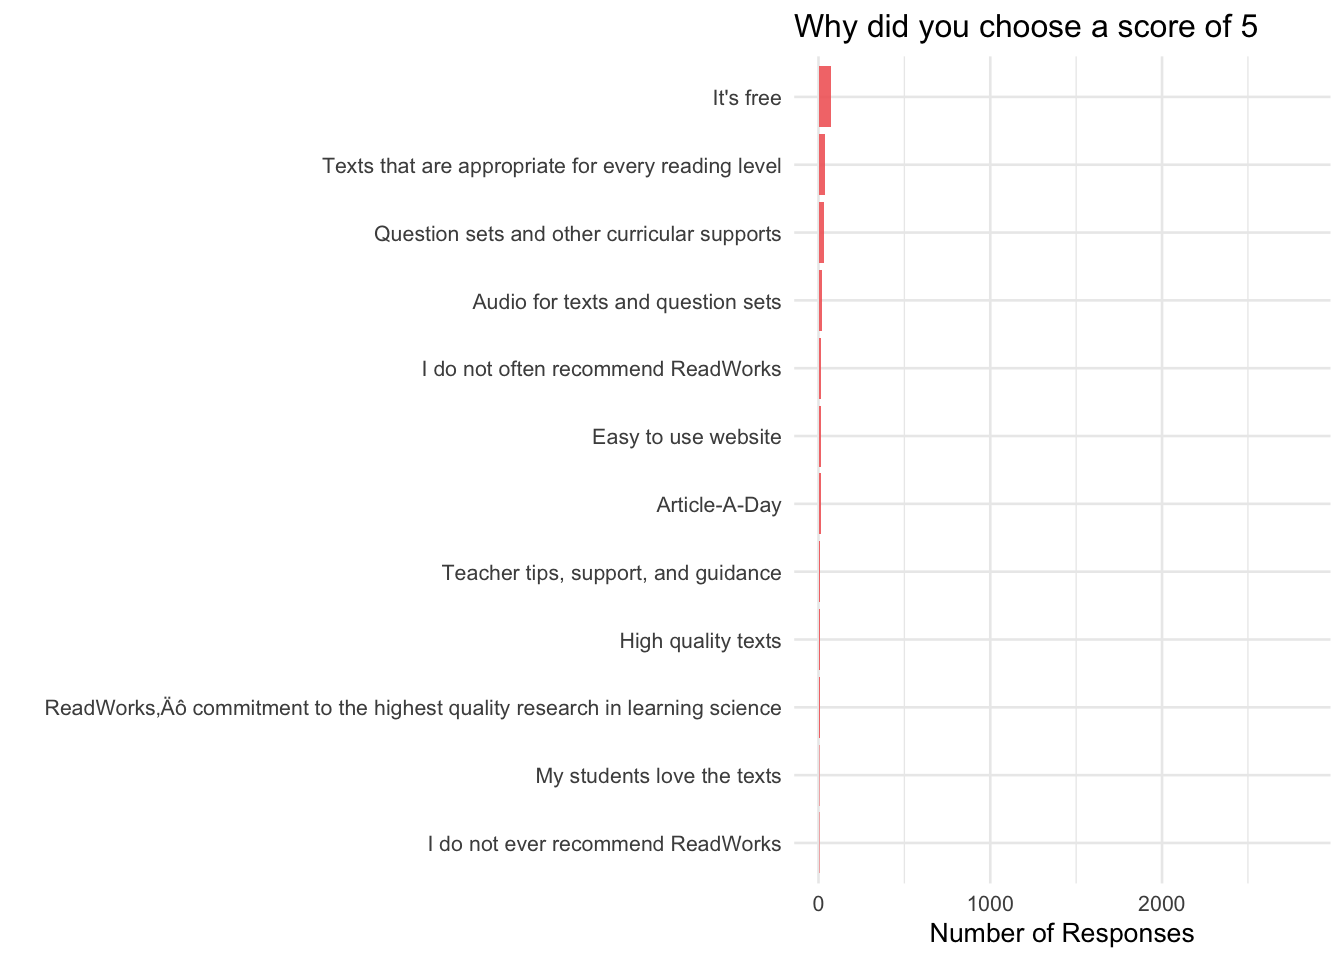 Why did you choose a score of 5
It's free
Texts that are appropriate for every reading level
Question sets and other curricular supports
Audio for texts and question sets
I do not often recommend ReadWorks
Easy to use website
Article-A-Day
Teacher tips, support, and guidance
High quality texts
ReadWorks‚Äô commitment to the highest quality research in learning science
My students love the texts
I do not ever recommend ReadWorks
0 1000 2000
Number of Responses